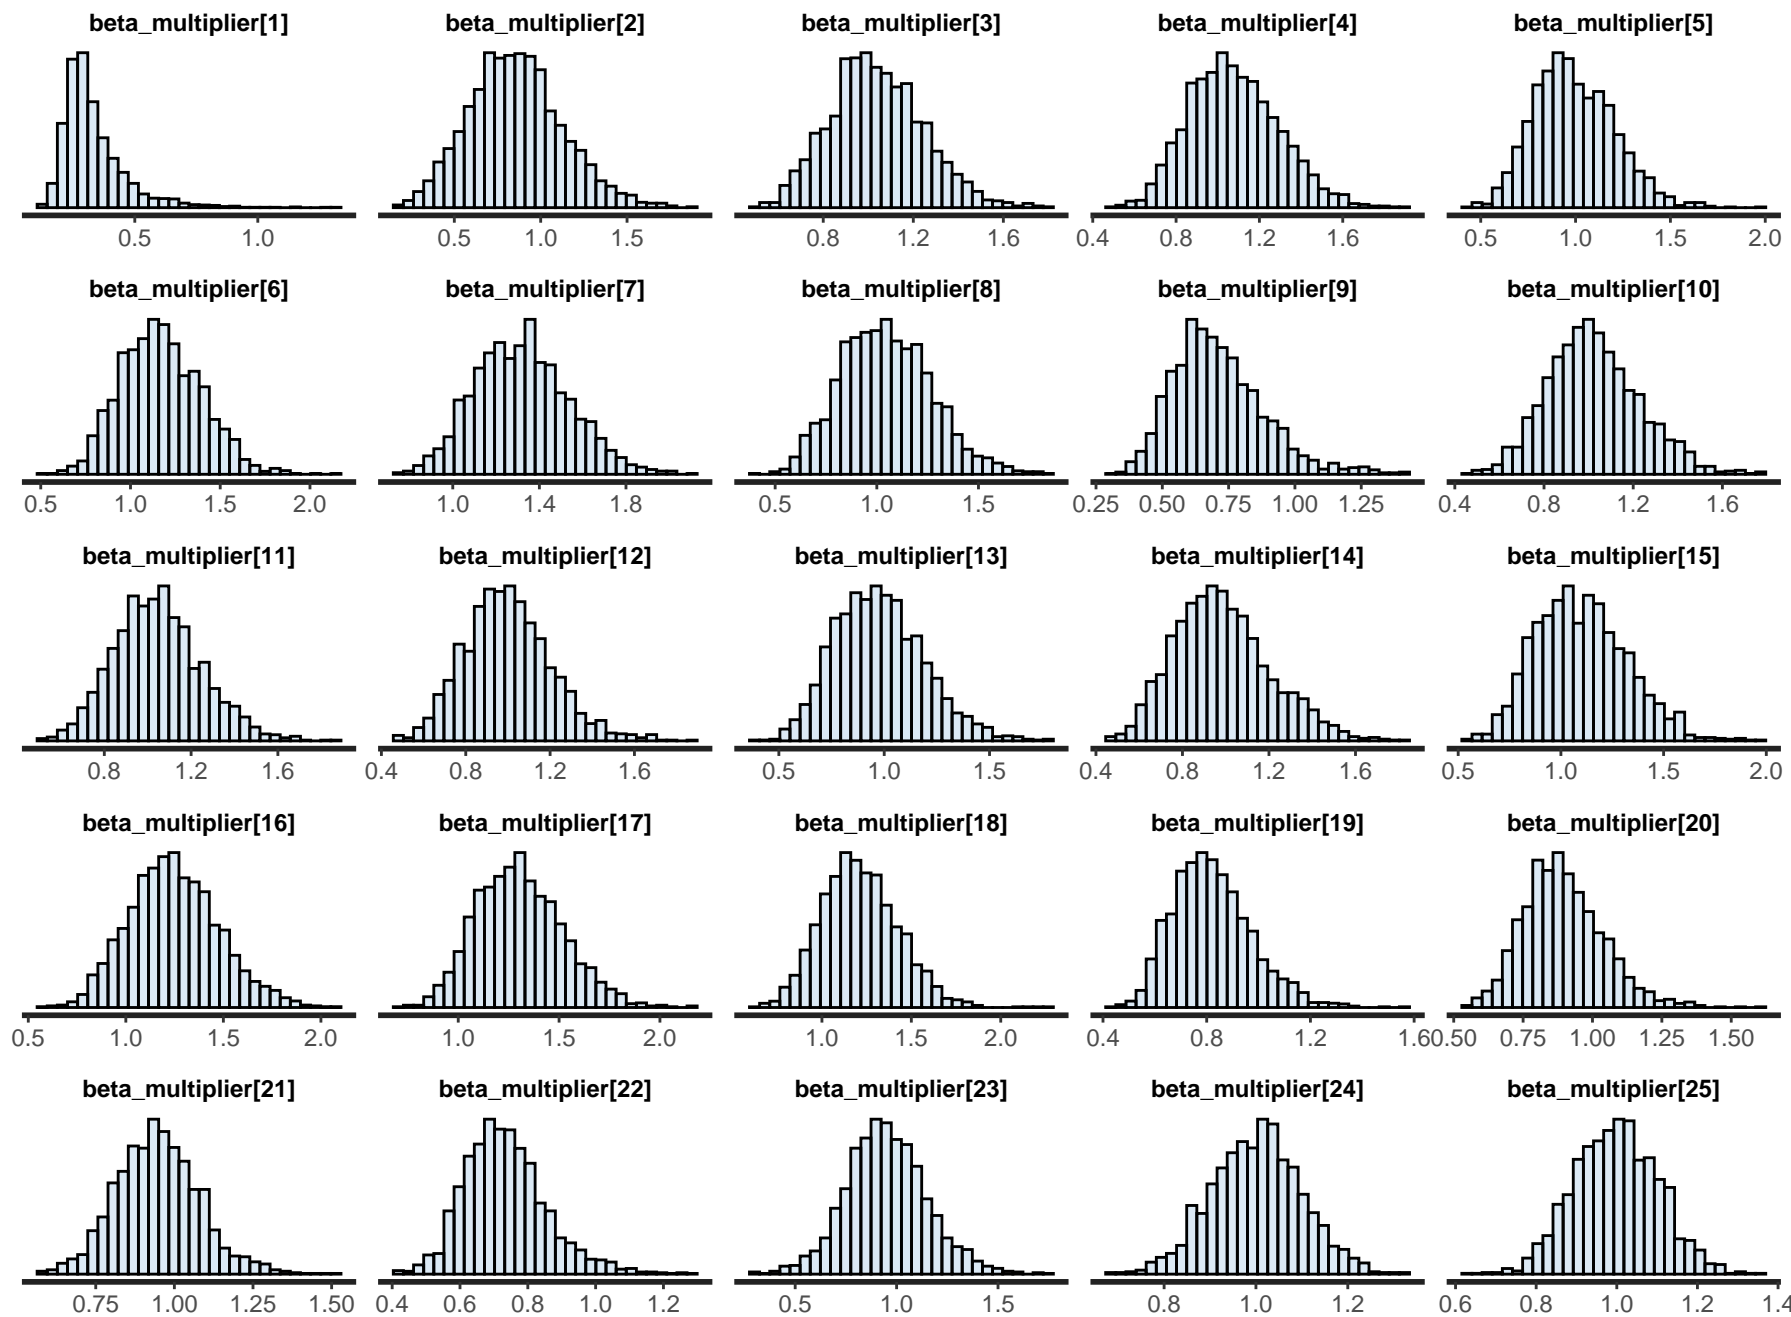 beta_multiplier[1] beta_multiplier[2] beta_multiplier[3] beta_multiplier[4] beta_multiplier[5]
0.5 1.0 0.5 1.0 1.5 0.8 1.2 1.6 0.4 0.8 1.2 1.6 0.5 1.0 1.5 2.0
beta_multiplier[6] beta_multiplier[7] beta_multiplier[8] beta_multiplier[9] beta_multiplier[10]
0.5 1.0 1.5 2.0 1.0 1.4 1.8 0.5 1.0 1.5 0.25 0.50 0.75 1.00 1.25 0.4 0.8 1.2 1.6
beta_multiplier[11] beta_multiplier[12] beta_multiplier[13] beta_multiplier[14] beta_multiplier[15]
0.8 1.2 1.6 0.4 0.8 1.2 1.6 0.5 1.0 1.5 0.4 0.8 1.2 1.6 0.5 1.0 1.5 2.0
beta_multiplier[16] beta_multiplier[17] beta_multiplier[18] beta_multiplier[19] beta_multiplier[20]
0.5 1.0 1.5 2.0 1.0 1.5 2.0 1.0 1.5 2.0 0.4 0.8 1.2 1.6 0.50 0.75 1.00 1.25 1.50
beta_multiplier[21] beta_multiplier[22] beta_multiplier[23] beta_multiplier[24] beta_multiplier[25]
0.75 1.00 1.25 1.50 0.4 0.6 0.8 1.0 1.2 0.5 1.0 1.5 0.8 1.0 1.2 0.6 0.8 1.0 1.2 1.4